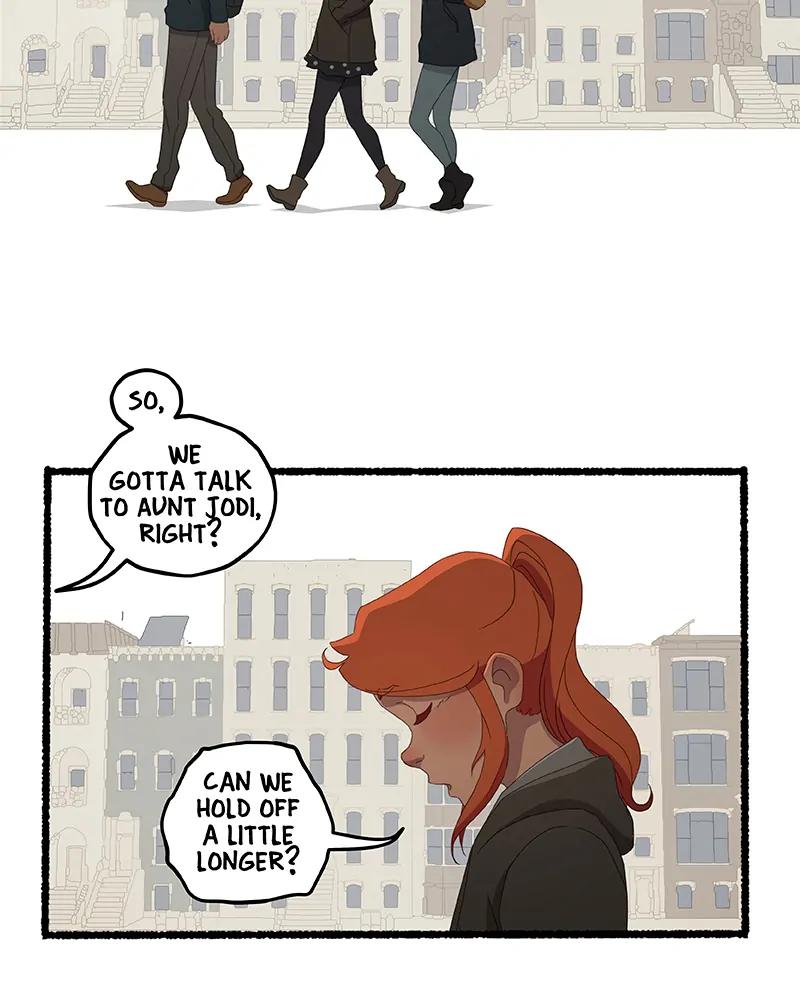 SO,
WE
GOTTA TALK
TO AUNT JODI,
RIGHT?
CAN WE
HOLD OFF
A LITTLE
LONGER?